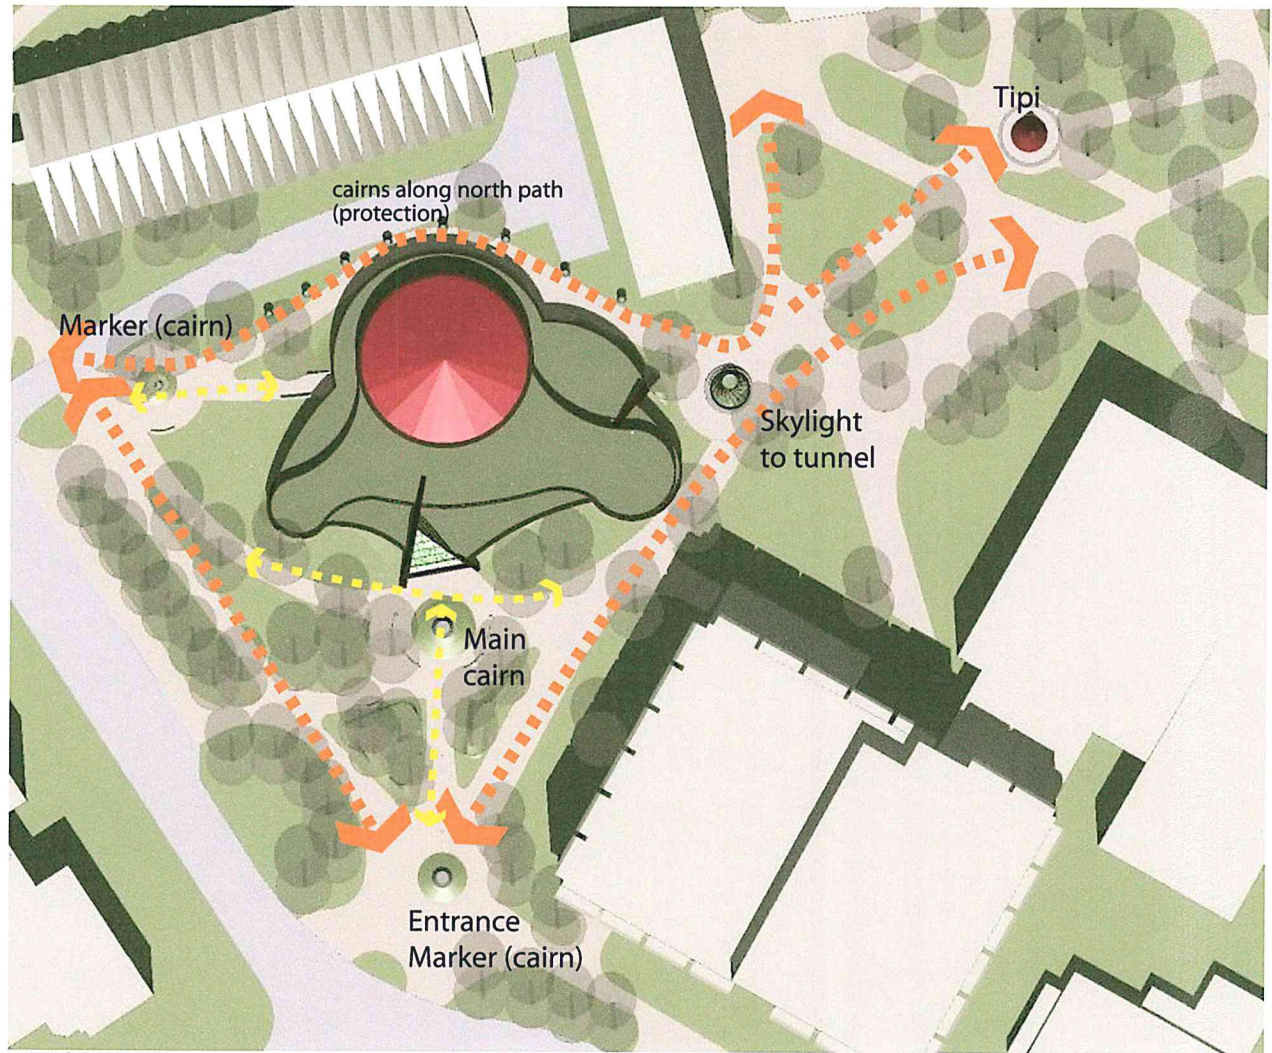 Tipi
cairns along north path
(protection)
Marker (cairn)
Skylight
to tunnel
Main
cairn
Entrance
Marker (cairn)